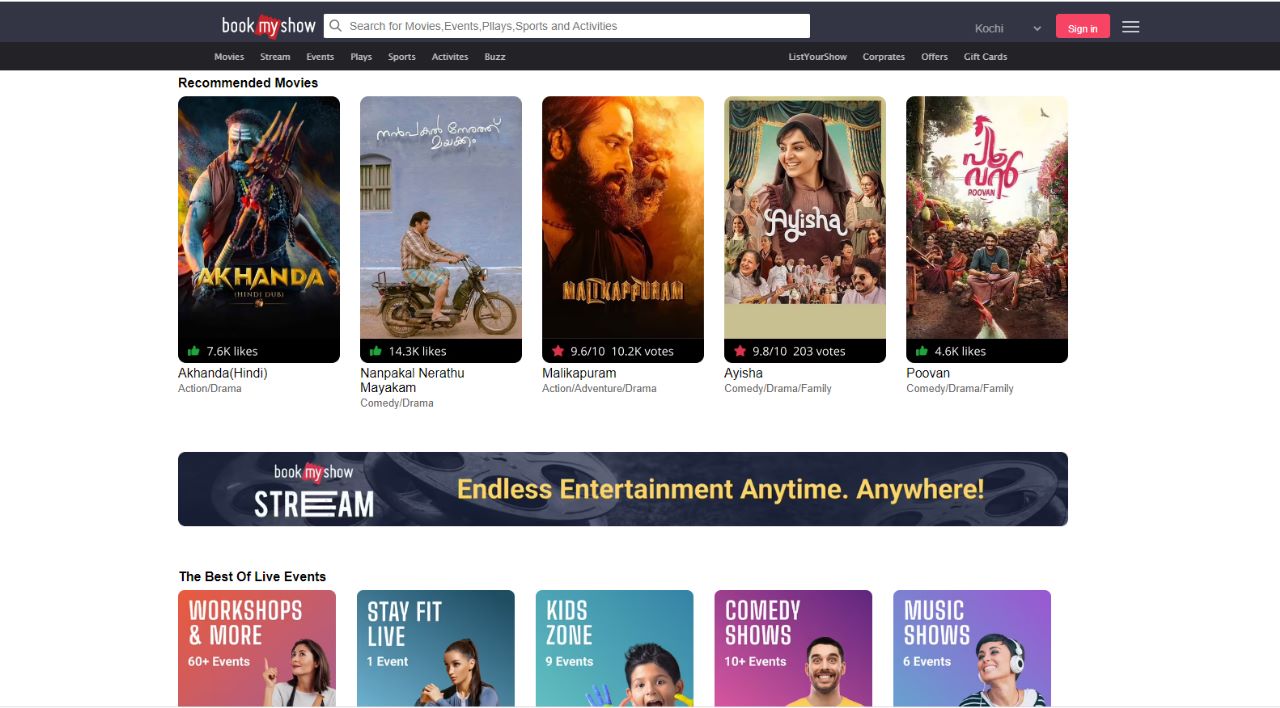 book my show
Search for Movies,Events,Pllays,Sports and Activities
Kochi
Sign in
Movies Stream Events Plays Sports Activites Buzz
ListYourShow Corprates Offers Gift Cards
Recommended Movies
AKHANDA
(HINDI DUB)
നൻപകൽ നേരത്ത്
മയക്കം
MALIKAPPURAM
Ayisha
പൂവൻ
POOVAN
7.6K likes
14.3K likes
9.6/10 10.2K votes
9.8/10 203 votes
4.6K likes
Akhanda(Hindi)
Action/Drama
Nanpakal Nerathu
Mayakam
Comedy/Drama
Malikapuram
Action/Adventure/Drama
Ayisha
Comedy/Drama/Family
Poovan
Comedy/Drama/Family
book my show
STREAM
Endless Entertainment Anytime. Anywhere!
The Best Of Live Events
WORKSHOPS
& MORE
60+ Events
STAY FIT
LIVE
1 Event
KIDS
ZONE
9 Events
COMEDY
SHOWS
10+ Events
MUSIC
SHOWS
6 Events